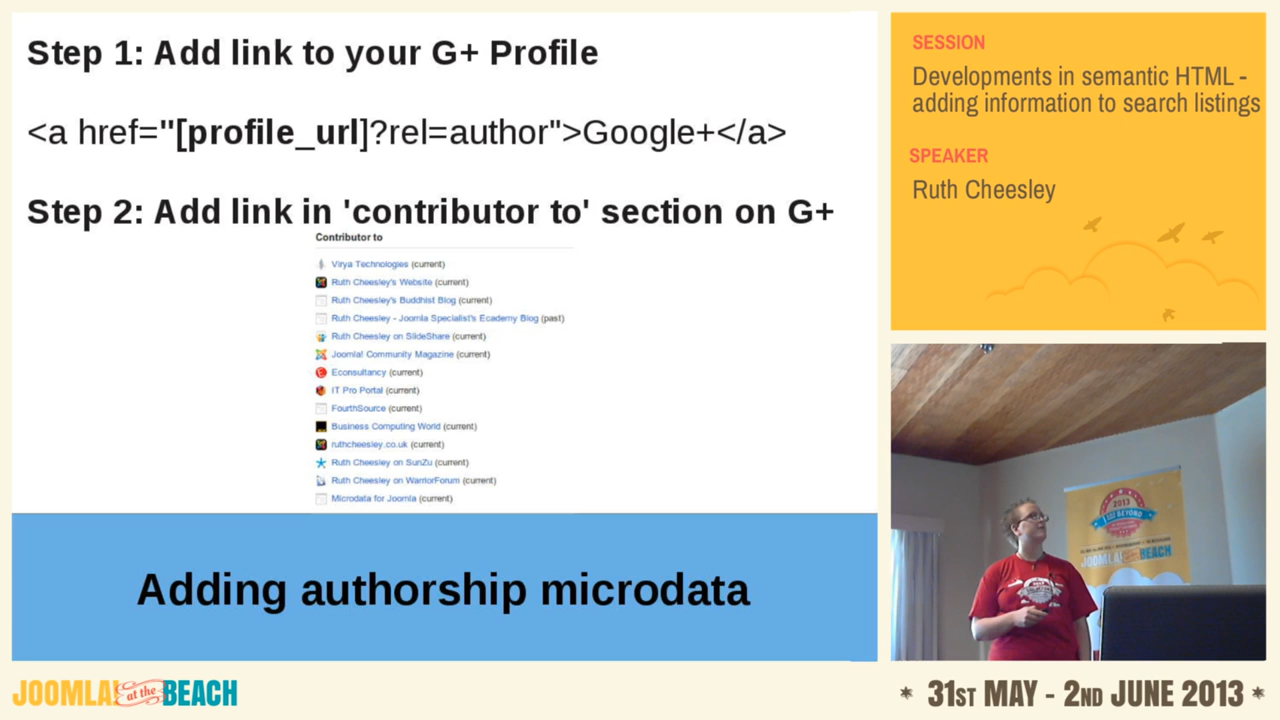 Step 1: Add link to your G+ Profile
<a href="[profile_url]?rel=author">Google+</a>
Step 2: Add link in 'contributor to' section on G+
Contributor to
Virya Technologies (current)
Ruth Cheesley's Website (current)
Ruth Cheesley's Buddhist Blog (current)
Ruth Cheesley - Joomla Specialist's Ecademy Blog (past)
Ruth Cheesley on SlideShare (current)
Joomla! Community Magazine (current)
Econsultancy (current)
IT Pro Portal (current)
FourthSource (current)
Business Computing World (current)
ruthcheesley.co.uk (current)
Ruth Cheesley on SunZu (current)
Ruth Cheesley on WarriorForum (current)
Microdata for Joomla (current)
Adding authorship microdata
SESSION
Developments in semantic HTML -
adding information to search listings
SPEAKER
Ruth Cheesley
2013
BEYOND
JOOMLA! at the BEACH
JOOMLA! at the BEACH
* 31ST MAY - 2ND JUNE 2013 *